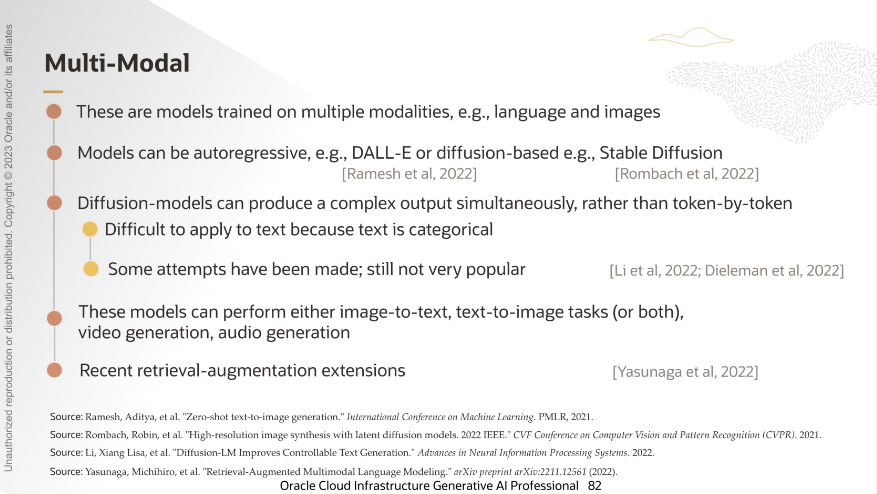 Multi-Modal
These are models trained on multiple modalities, e.g., language and images
Models can be autoregressive, e.g., DALL-E or diffusion-based e.g., Stable Diffusion
[Ramesh et al, 2022] [Rombach et al, 2022]
Diffusion-models can produce a complex output simultaneously, rather than token-by-token
Difficult to apply to text because text is categorical
Some attempts have been made; still not very popular [Li et al, 2022; Dieleman et al, 2022]
These models can perform either image-to-text, text-to-image tasks (or both),
video generation, audio generation
Recent retrieval-augmentation extensions [Yasunaga et al, 2022]
Source: Ramesh, Aditya, et al. "Zero-shot text-to-image generation." International Conference on Machine Learning. PMLR, 2021.
Source: Rombach, Robin, et al. "High-resolution image synthesis with latent diffusion models. 2022 IEEE." CVF Conference on Computer Vision and Pattern Recognition (CVPR). 2021.
Source: Li, Xiang Lisa, et al. "Diffusion-LM Improves Controllable Text Generation." Advances in Neural Information Processing Systems. 2022.
Source: Yasunaga, Michihiro, et al. "Retrieval-Augmented Multimodal Language Modeling." arXiv preprint arXiv:2211.12561 (2022).
Oracle Cloud Infrastructure Generative AI Professional 82
Unauthorized reproduction or distribution prohibited. Copyright © 2023 Oracle and/or its affiliates